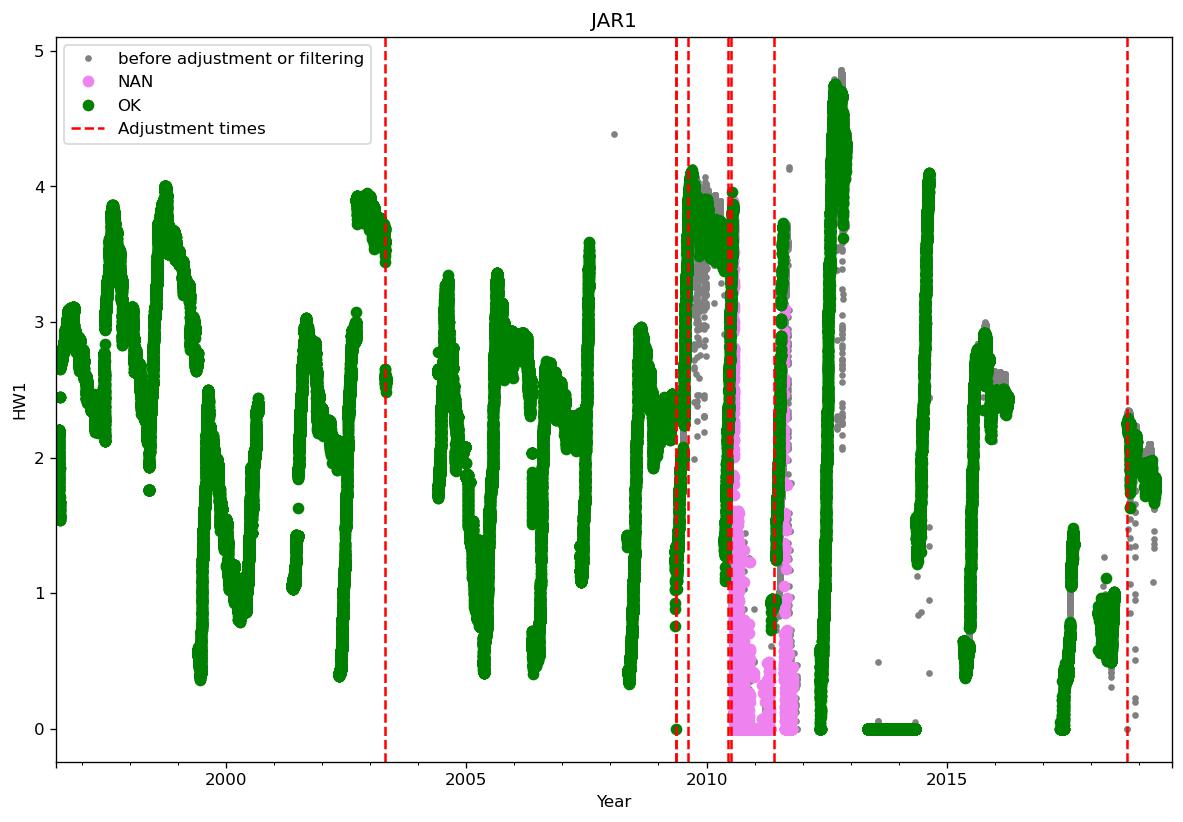 JAR1
before adjustment or filtering
NAN
OK
Adjustment times
5
4
3
2
1
0
HW1
2000
2005
2010
2015
Year